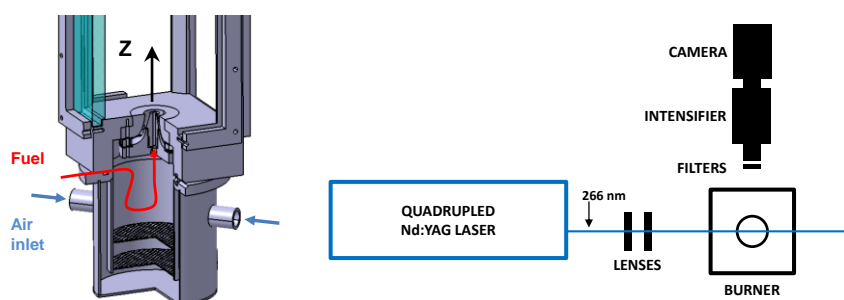 Z
Fuel
Air
inlet
CAMERA
INTENSIFIER
FILTERS
266 nm
QUADRUPLED
Nd:YAG LASER
LENSES
BURNER